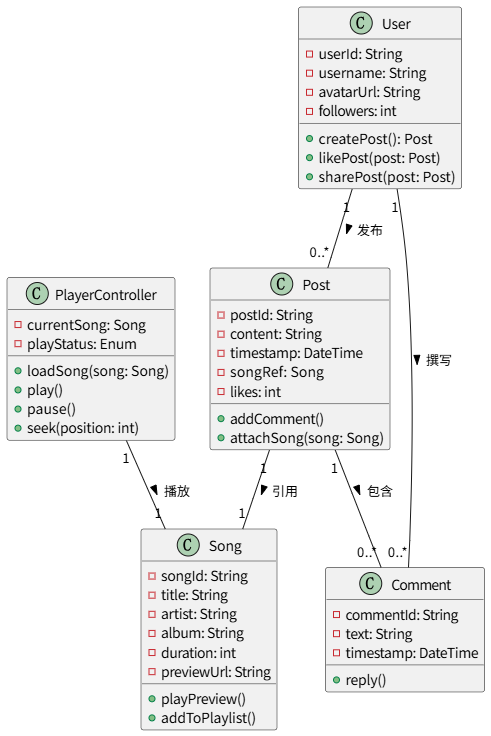 C User
userId: String
username: String
avatarUrl: String
followers: int
createPost(): Post
likePost(post: Post)
sharePost(post: Post)
1
1
发布
0..*
C PlayerController
currentSong: Song
playStatus: Enum
loadSong(song: Song)
play()
pause()
seek(position: int)
C Post
postId: String
content: String
timestamp: DateTime
songRef: Song
likes: int
addComment()
attachSong(song: Song)
撰写
1
播放
1
1
引用
1
1
包含
0..*
0..*
C Song
songId: String
title: String
artist: String
album: String
duration: int
previewUrl: String
playPreview()
addToPlaylist()
C Comment
commentId: String
text: String
timestamp: DateTime
reply()